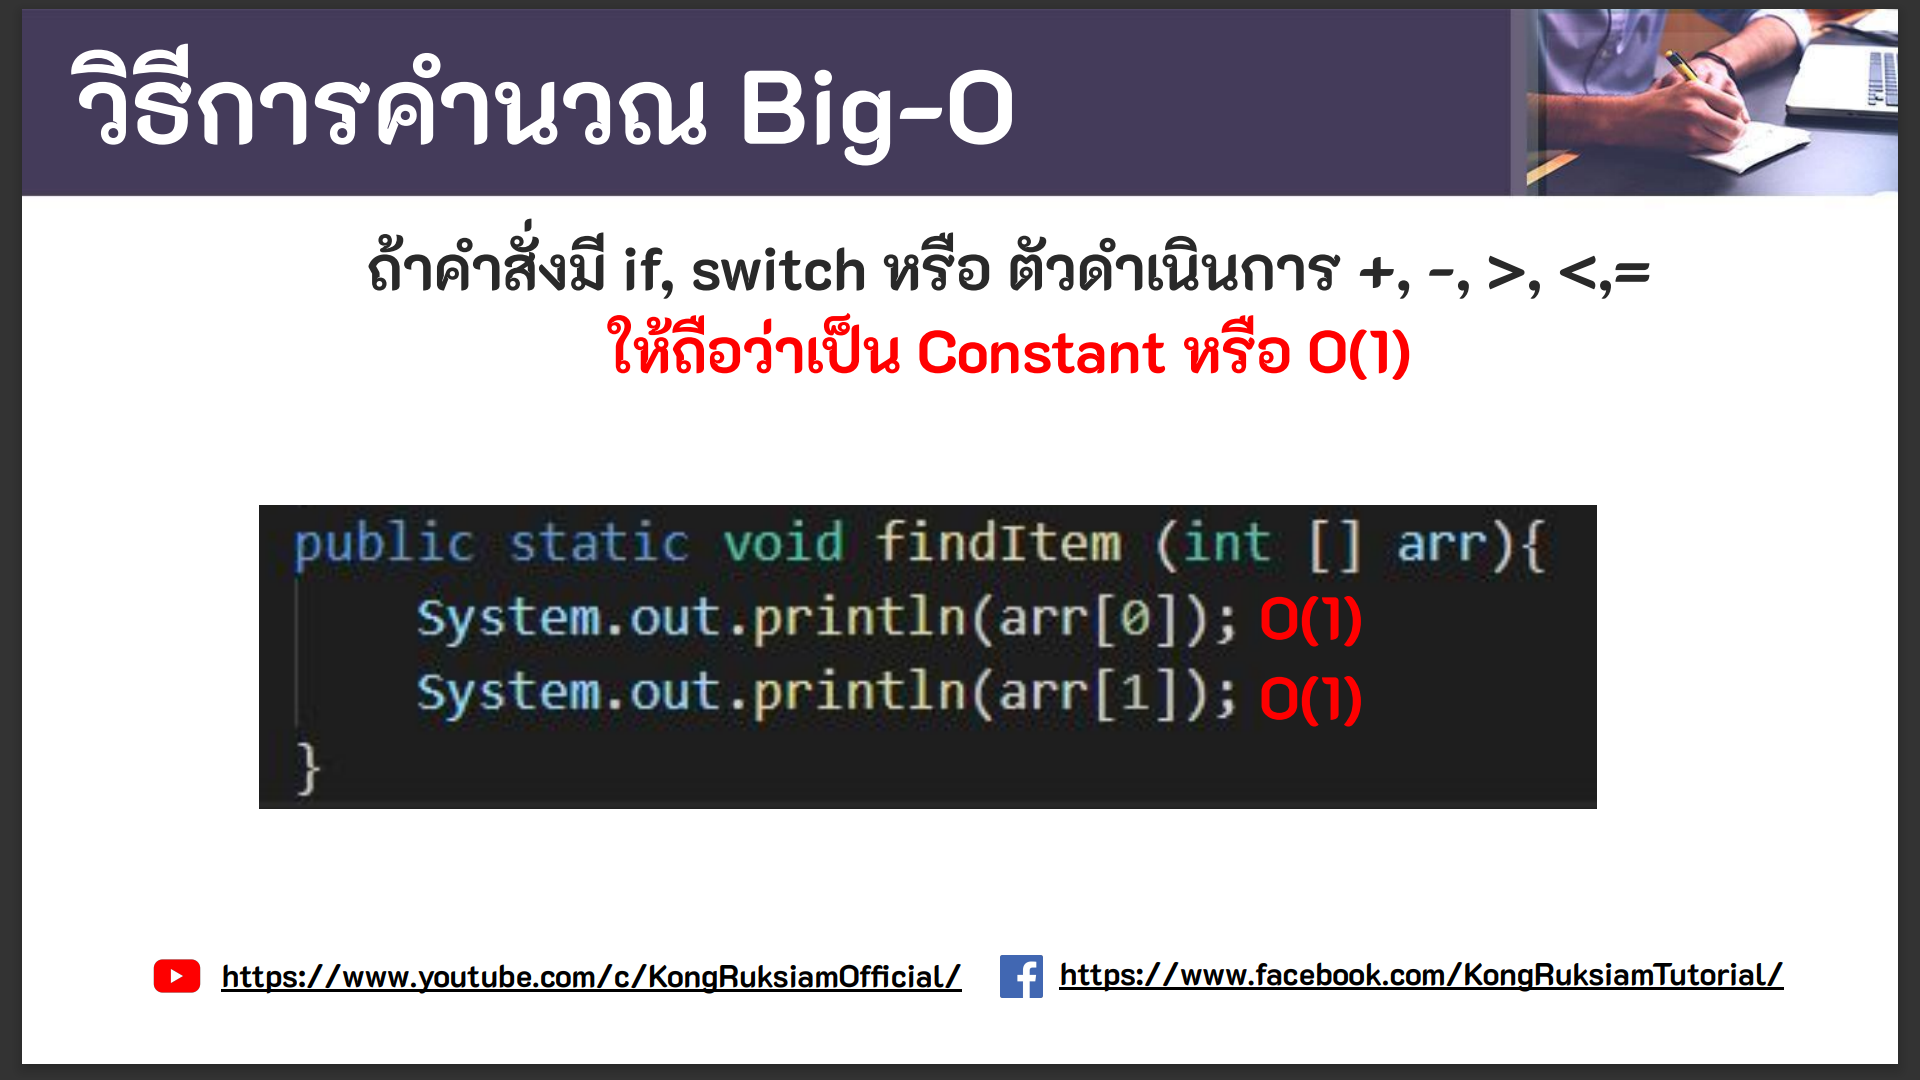 วิธีการคำนวณ Big-O
ถ้าคำสั่งมี if, switch หรือ ตัวดำเนินการ +, -, >, <,=
ให้ถือว่าเป็น Constant หรือ O(1)
public static void findItem (int [] arr){
System.out.println(arr[0]); O(1)
System.out.println(arr[1]); O(1)
}
https://www.youtube.com/c/KongRuksiamOfficial/
https://www.facebook.com/KongRuksiamTutorial/